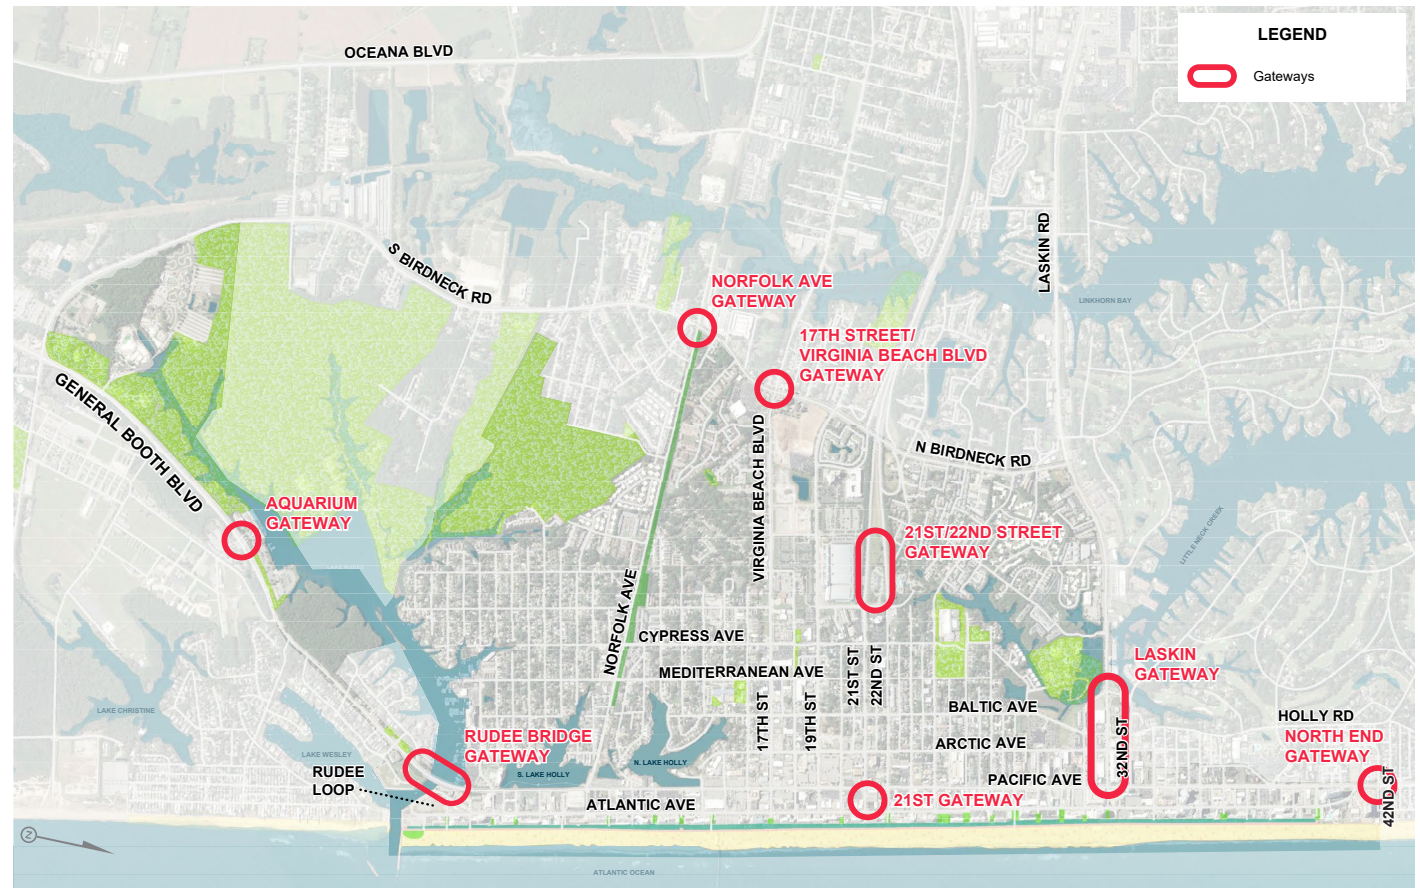 LEGEND
Gateways
OCEANA BLVD
LASKIN RD
S BIRDNECK RD
NORFOLK AVE
GATEWAY
LINKHORN BAY
17TH STREET/
VIRGINIA BEACH BLVD
GATEWAY
GENERAL BOOTH BLVD
VIRGINIA BEACH BLVD
N BIRDNECK RD
AQUARIUM
GATEWAY
21ST/22ND STREET
GATEWAY
LITTLE NECK CREEK
NORFOLK AVE
CYPRESS AVE
MEDITERRANEAN AVE
21ST ST
22ND ST
LASKIN
GATEWAY
17TH ST
19TH ST
BALTIC AVE
LAKE CHRISTINE
HOLLY RD
NORTH END
GATEWAY
RUDEE BRIDGE
GATEWAY
ARCTIC AVE
32ND ST
LAKE WESLEY
N. LAKE HOLLY
S. LAKE HOLLY
RUDEE
LOOP
PACIFIC AVE
ATLANTIC AVE
21ST GATEWAY
42ND ST
Z
ATLANTIC OCEAN